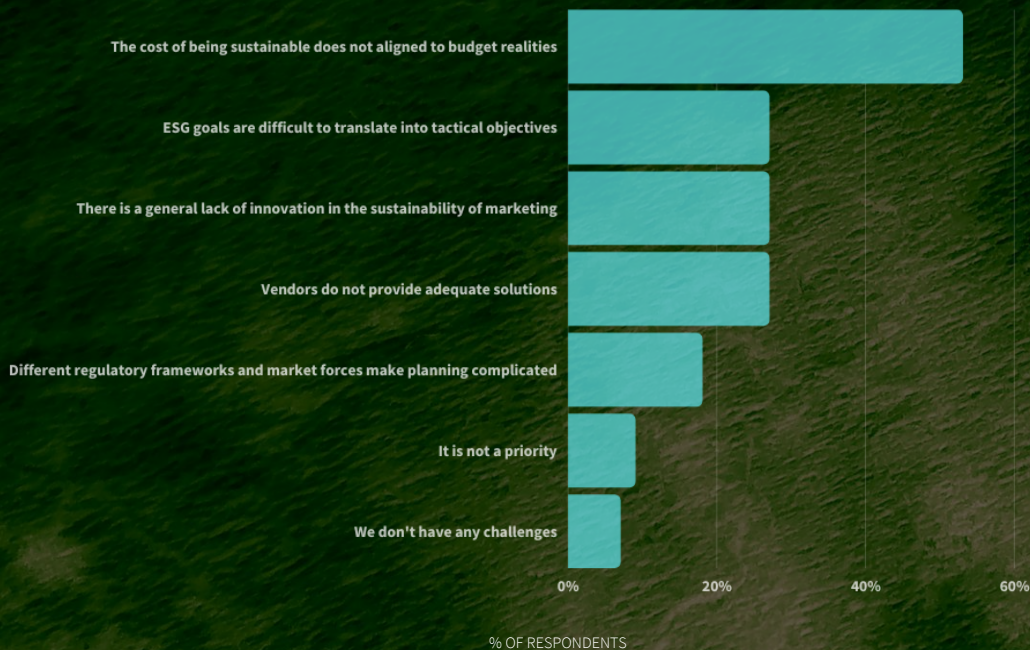 The cost of being sustainable does not aligned to budget realities
ESG goals are difficult to translate into tactical objectives
There is a general lack of innovation in the sustainability of marketing
Vendors do not provide adequate solutions
Different regulatory frameworks and market forces make planning complicated
It is not a priority
We don't have any challenges
0% 20% 40% 60%
% OF RESPONDENTS